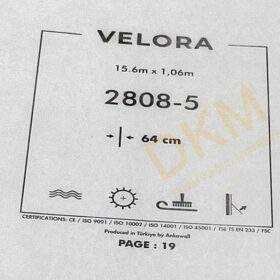 VELORA
15.6m x 1,06m
2808-5
64 cm
DKM
CERTIFICATIONS: CE / ISO 9001 / ISO 10002 / ISO 14001 / ISO 45001 / TSE TS EN 233 / FSC
Produced in Türkiye by Ankawall
PAGE : 19